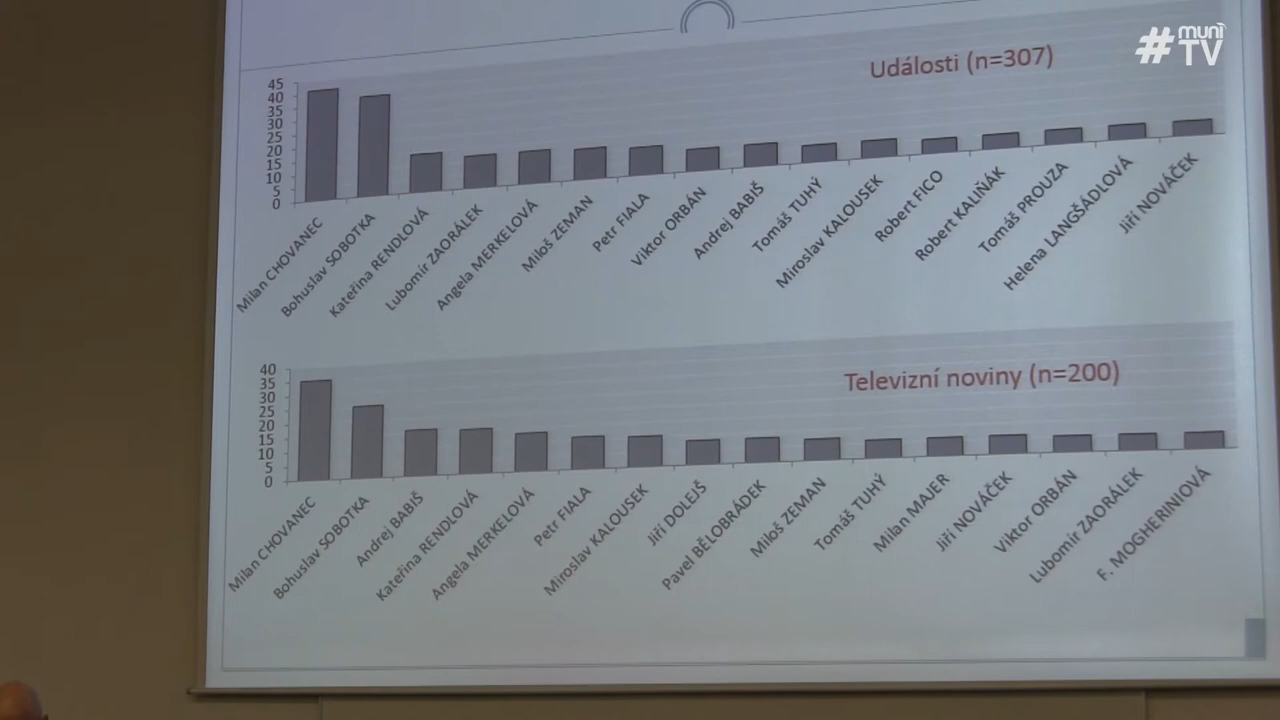 #muni TV
Události (n=307)
45
40
35
30
25
20
15
10
5
0
Milan CHOVANEC
Bohuslav SOBOTKA
Kateřina RENDLOVÁ
Lubomír ZAORÁLEK
Angela MERKELOVÁ
Miloš ZEMAN
Petr FIALA
Viktor ORBÁN
Andrej BABIŠ
Tomáš TUHÝ
Miroslav KALOUSEK
Robert FICO
Robert KALIŇÁK
Tomáš PROUZA
Helena LANGŠÁDLOVÁ
Jiří NOVÁČEK
Televizní noviny (n=200)
40
35
30
25
20
15
10
5
0
Milan CHOVANEC
Bohuslav SOBOTKA
Andrej BABIŠ
Kateřina RENDLOVÁ
Angela MERKELOVÁ
Petr FIALA
Miroslav KALOUSEK
Jiří DOLEJŠ
Pavel BĚLOBRÁDEK
Miloš ZEMAN
Tomáš TUHÝ
Milan MAJER
Jiří NOVÁČEK
Viktor ORBÁN
Lubomír ZAORÁLEK
F. MOGHERINIOVÁ